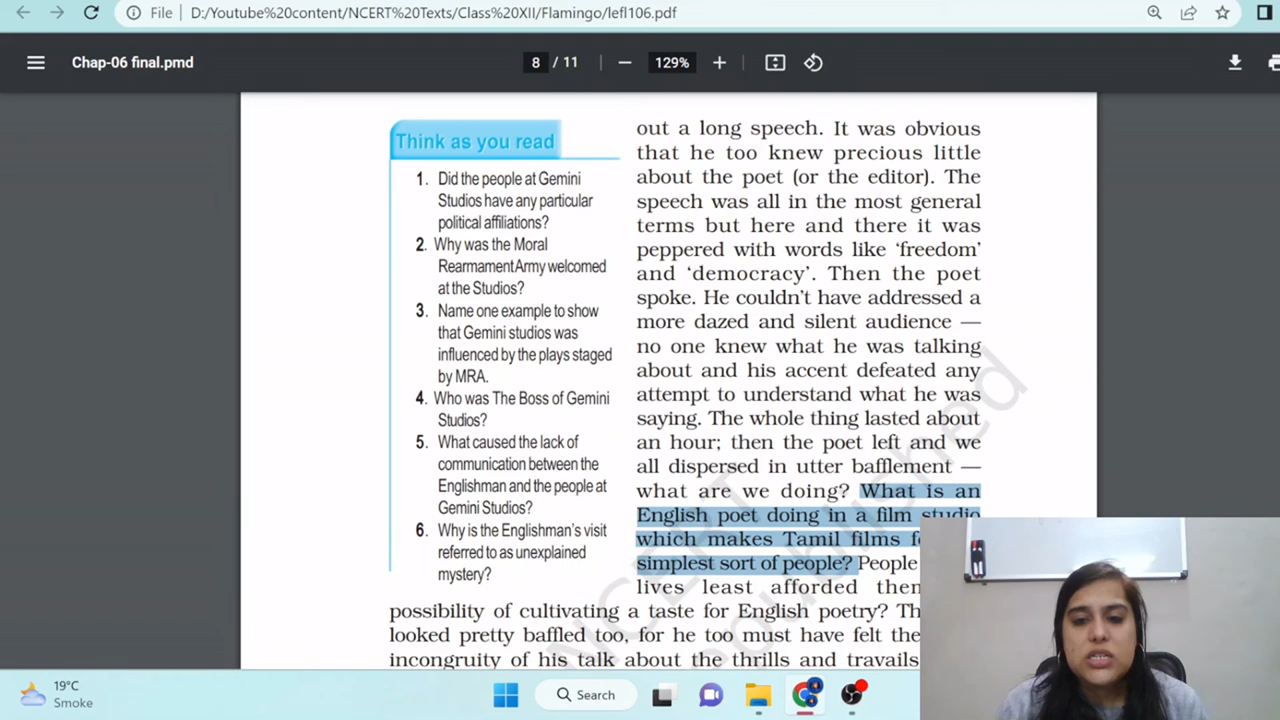 File | D:/Youtube%20content/NCERT%20Texts/Class%20XII/Flamingo/lefl106.pdf
Chap-06 final.pmd
8 / 11
129%
Think as you read
1. Did the people at Gemini
Studios have any particular
political affiliations?
2. Why was the Moral
RearmamentArmy welcomed
at the Studios?
3. Name one example to show
that Gemini studios was
influenced by the plays staged
by MRA.
4. Who was The Boss of Gemini
Studios?
5. What caused the lack of
communication between the
Englishman and the people at
Gemini Studios?
6. Why is the Englishman's visit
referred to as unexplained
mystery?
out a long speech. It was obvious
that he too knew precious little
about the poet (or the editor). The
speech was all in the most general
terms but here and there it was
peppered with words like ‘freedom’
and ‘democracy’. Then the poet
spoke. He couldn’t have addressed a
more dazed and silent audience —
no one knew what he was talking
about and his accent defeated any
attempt to understand what he was
saying. The whole thing lasted about
an hour; then the poet left and we
all dispersed in utter bafflement —
what are we doing? What is an
English poet doing in a film studio
which makes Tamil films
simplest sort of people? People
lives least afforded
possibility of cultivating a taste for English poetry?
looked pretty baffled too, for he too must have felt the
incongruity of his talk about the thrills and travails
NCERT
published
19°C
Smoke
Search